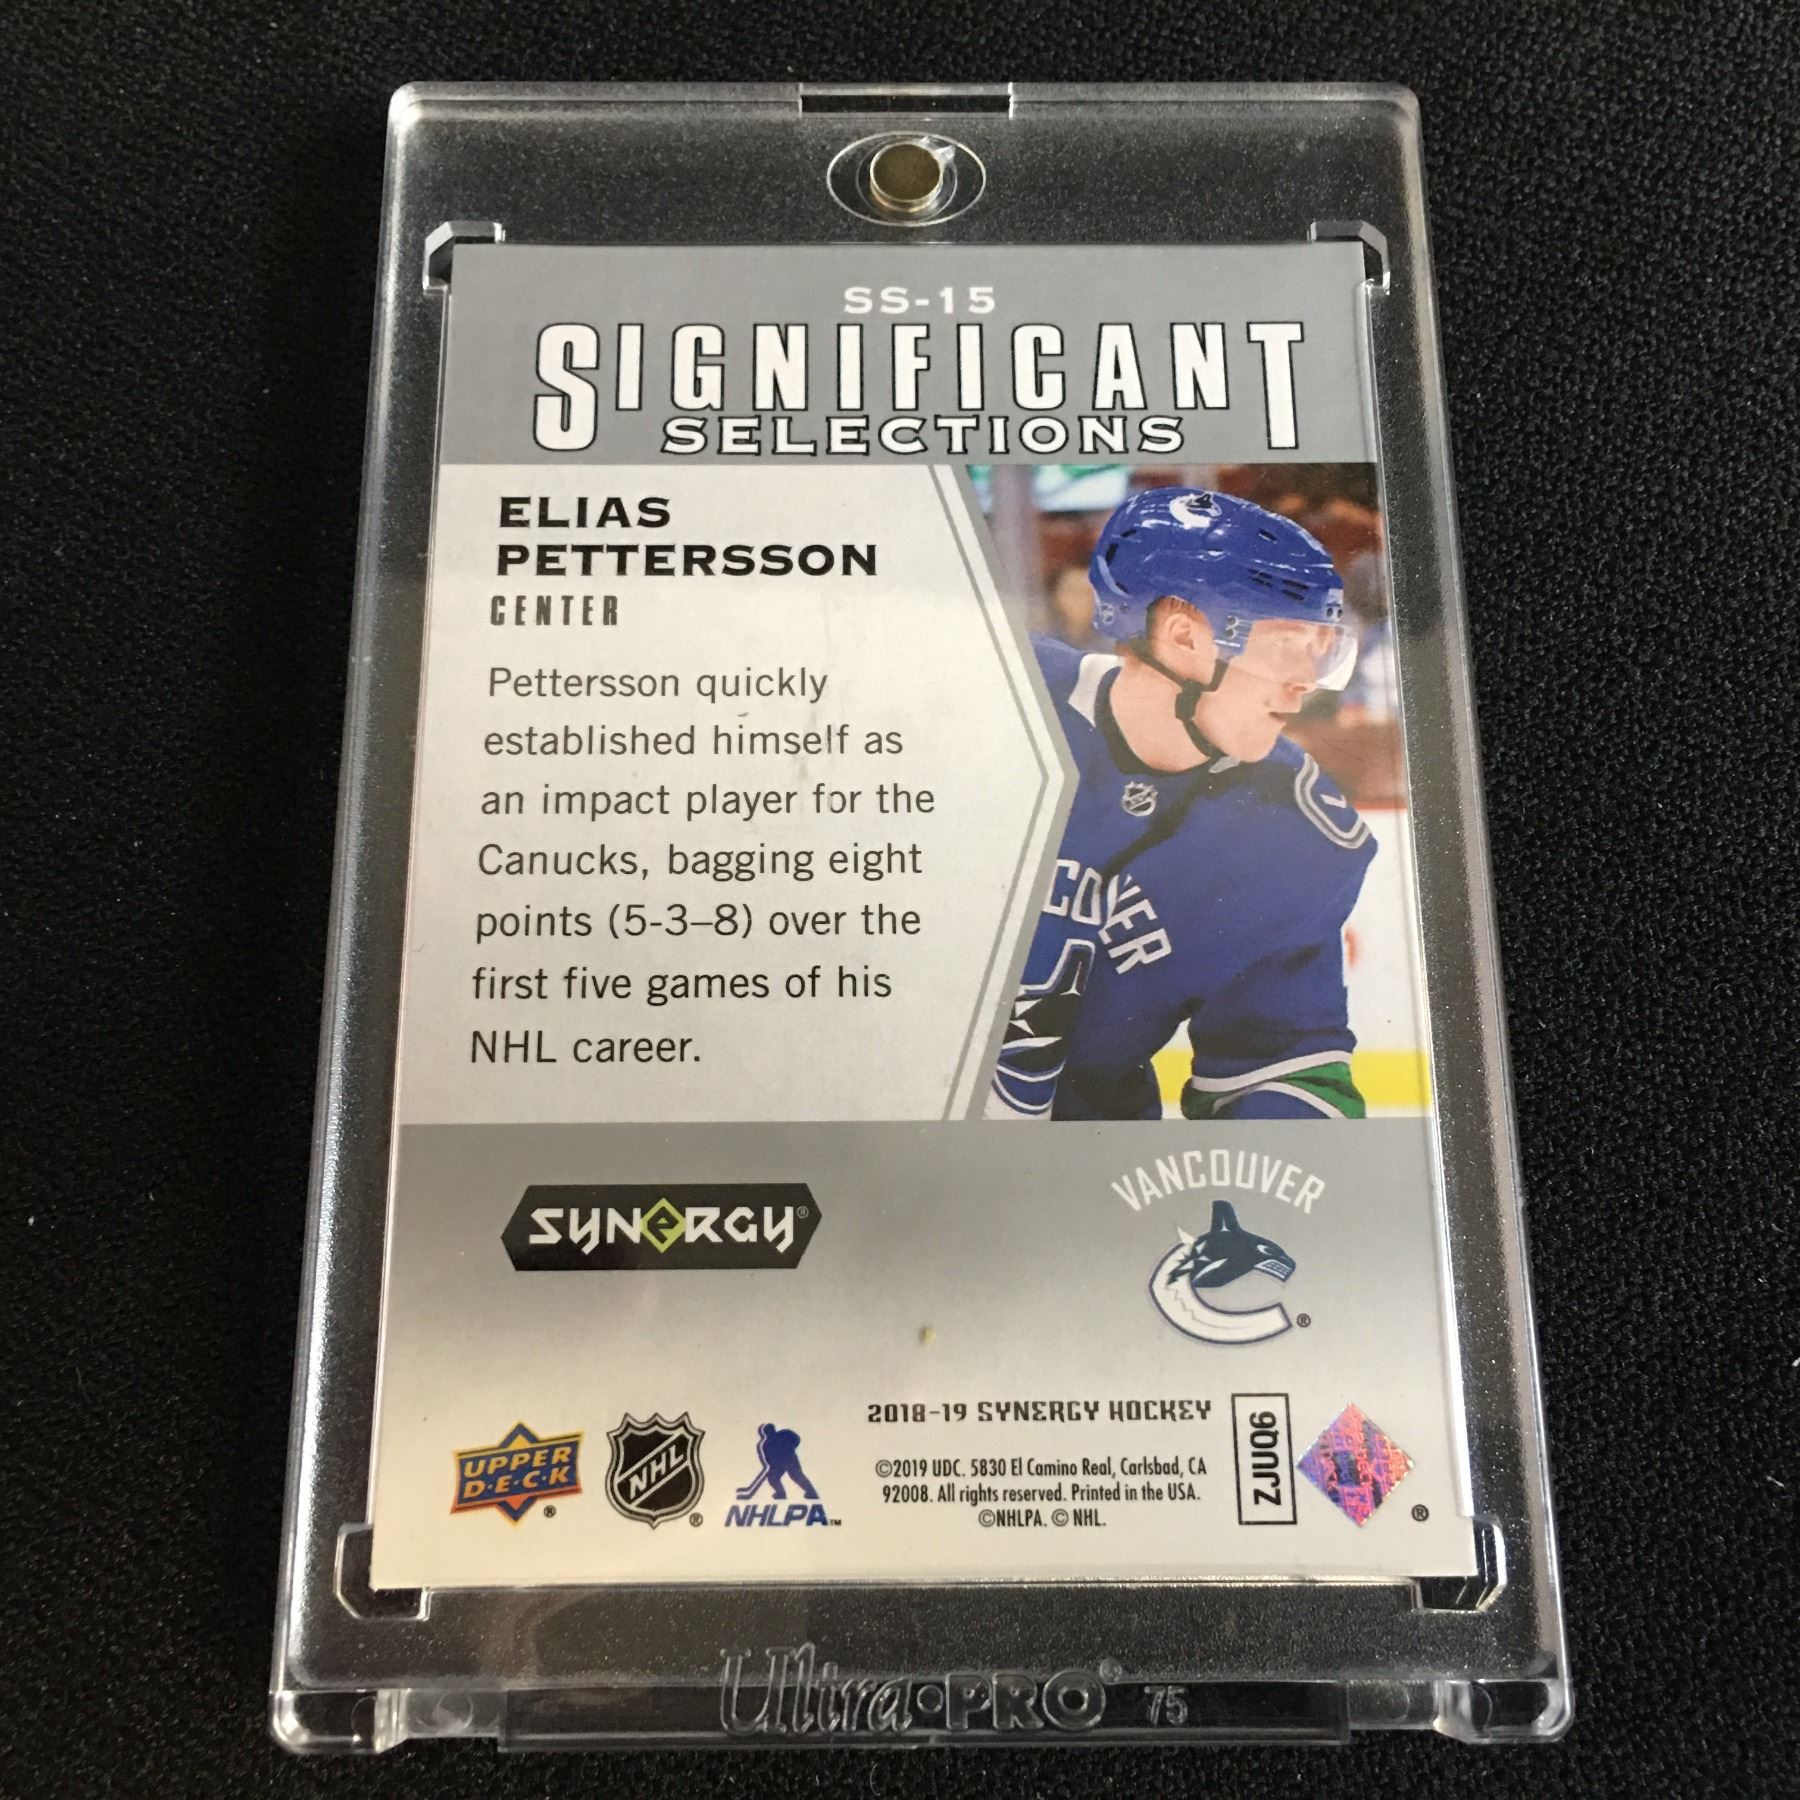 SS-15
SIGNIFICANT
SELECTIONS
ELIAS
PETTERSSON
CENTER
Pettersson quickly
established himself as
an impact player for the
Canucks, bagging eight
points (5-3–8) over the
first five games of his
NHL career.
COUVER
SYNERGY®
VANCOUVER
®
2018-19 SYNERGY HOCKEY
©2019 UDC. 5830 El Camino Real, Carlsbad, CA
92008. All rights reserved. Printed in the USA.
©NHLPA. © NHL.
UPPER
D·E·C·K
®
NHL
®
NHLPA™
ZJUQ6
®
Ultra•PRO® 75